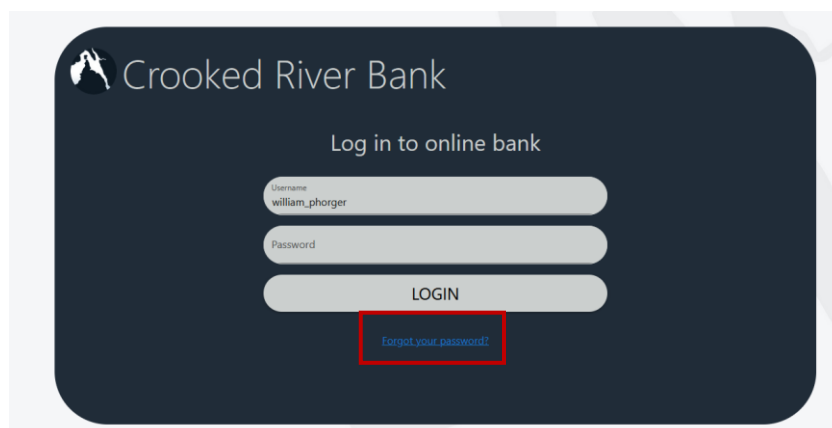 Crooked River Bank
Log in to online bank
Username
william_phorger
Password
LOGIN
Forgot your password?